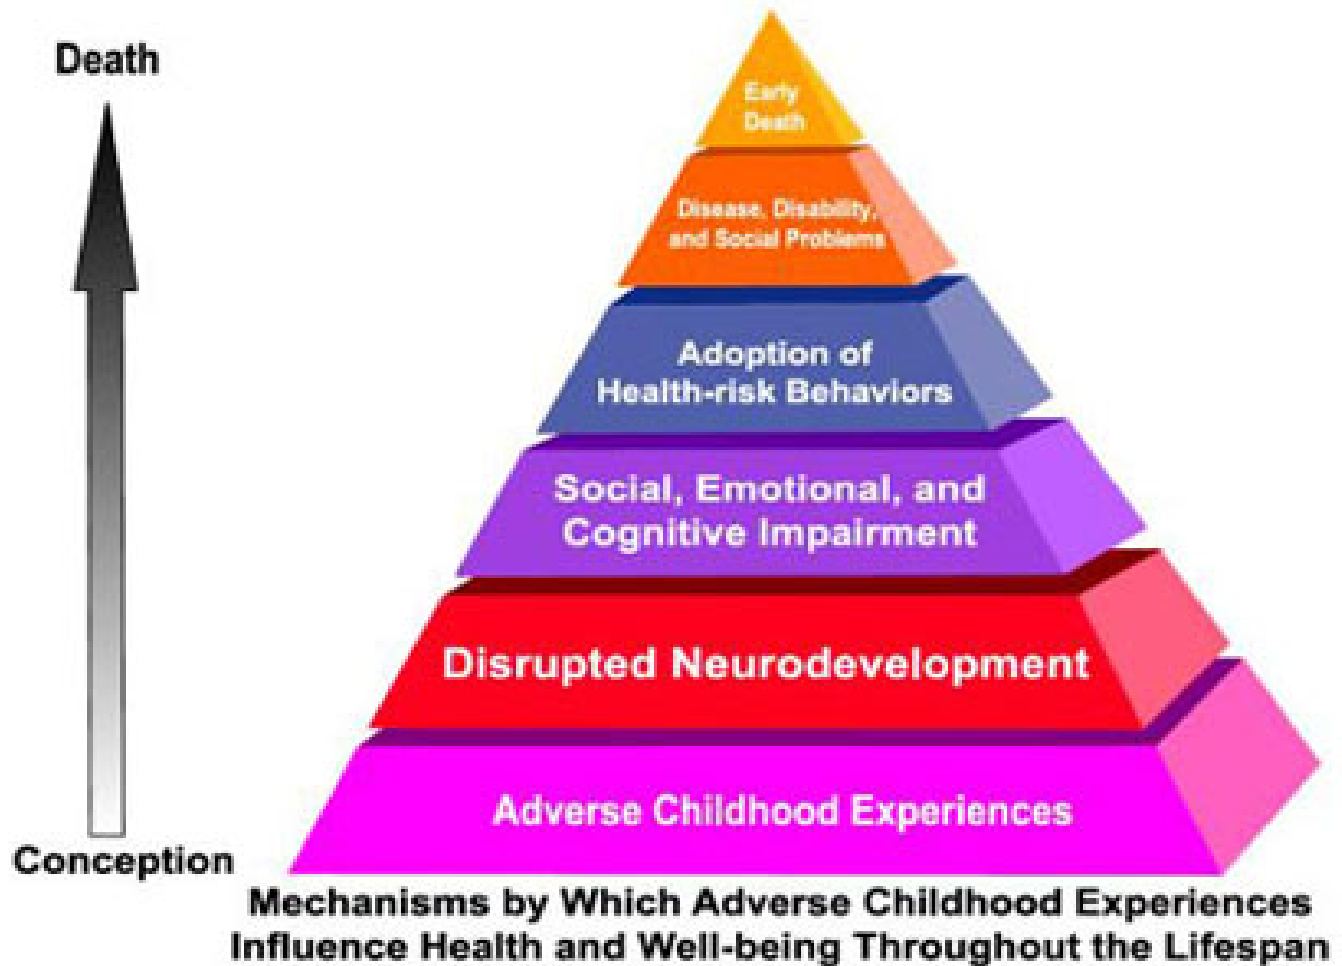 Death
Early
Death
Disease, Disability,
and Social Problems
Adoption of
Health-risk Behaviors
Social, Emotional, and
Cognitive Impairment
Disrupted Neurodevelopment
Adverse Childhood Experiences
Conception
Mechanisms by Which Adverse Childhood Experiences
Influence Health and Well-being Throughout the Lifespan